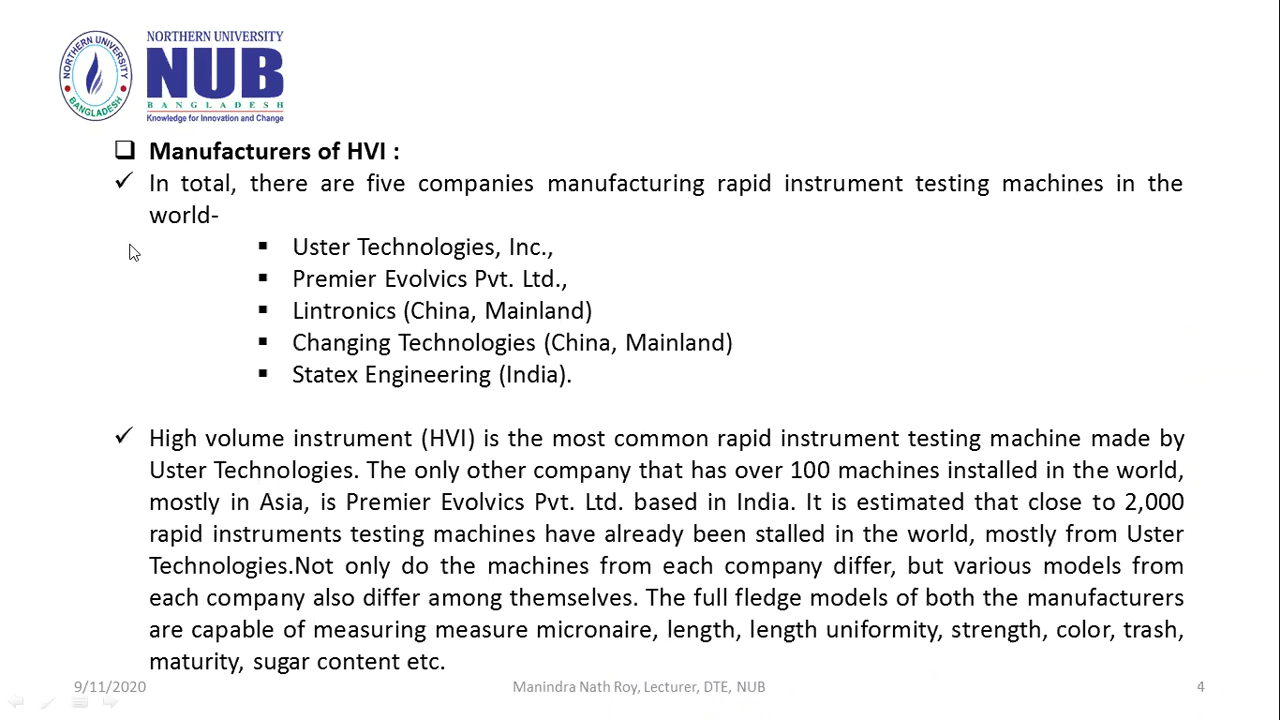 NORTHERN UNIVERSITY
BANGLADESH
NORTHERN UNIVERSITY
NUB
BANGLADESH
Knowledge for Innovation and Change
❑ Manufacturers of HVI :
✓ In total, there are five companies manufacturing rapid instrument testing machines in the
world-
▪ Uster Technologies, Inc.,
▪ Premier Evolvics Pvt. Ltd.,
▪ Lintronics (China, Mainland)
▪ Changing Technologies (China, Mainland)
▪ Statex Engineering (India).
✓ High volume instrument (HVI) is the most common rapid instrument testing machine made by
Uster Technologies. The only other company that has over 100 machines installed in the world,
mostly in Asia, is Premier Evolvics Pvt. Ltd. based in India. It is estimated that close to 2,000
rapid instruments testing machines have already been stalled in the world, mostly from Uster
Technologies.Not only do the machines from each company differ, but various models from
each company also differ among themselves. The full fledge models of both the manufacturers
are capable of measuring measure micronaire, length, length uniformity, strength, color, trash,
maturity, sugar content etc.
9/11/2020
Manindra Nath Roy, Lecturer, DTE, NUB
4